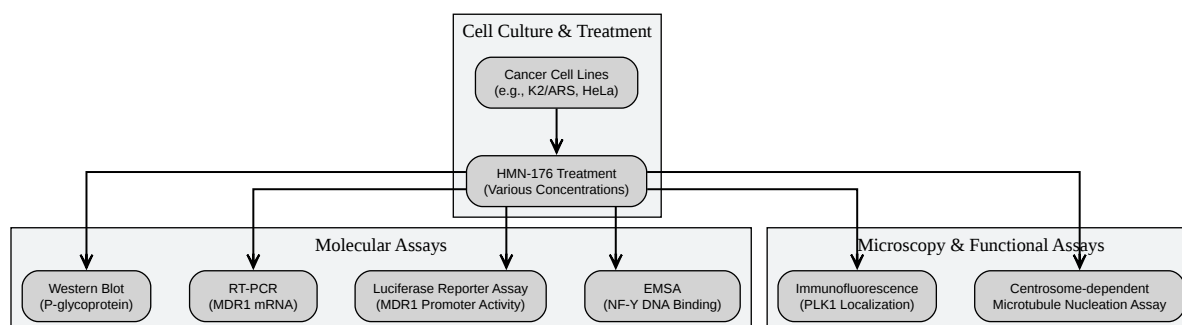 Cell Culture & Treatment
Cancer Cell Lines
(e.g., K2/ARS, HeLa)
HMN-176 Treatment
(Various Concentrations)
Molecular Assays
Western Blot
(P-glycoprotein)
RT-PCR
(MDR1 mRNA)
Luciferase Reporter Assay
(MDR1 Promoter Activity)
EMSA
(NF-Y DNA Binding)
Microscopy & Functional Assays
Immunofluorescence
(PLK1 Localization)
Centrosome-dependent
Microtubule Nucleation Assay